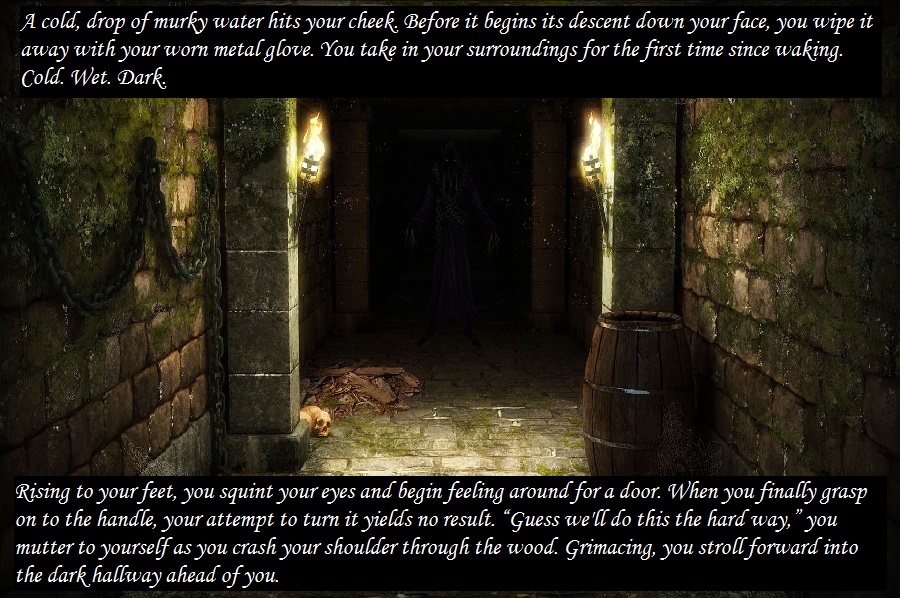 A cold, drop of murky water hits your cheek. Before it begins its descent down your face, you wipe it
away with your worn metal glove. You take in your surroundings for the first time since waking.
Cold. Wet. Dark.
Rising to your feet, you squint your eyes and begin feeling around for a door. When you finally grasp
on to the handle, your attempt to turn it yields no result. “Guess we'll do this the hard way,” you
mutter to yourself as you crash your shoulder through the wood. Grimacing, you stroll forward into
the dark hallway ahead of you.